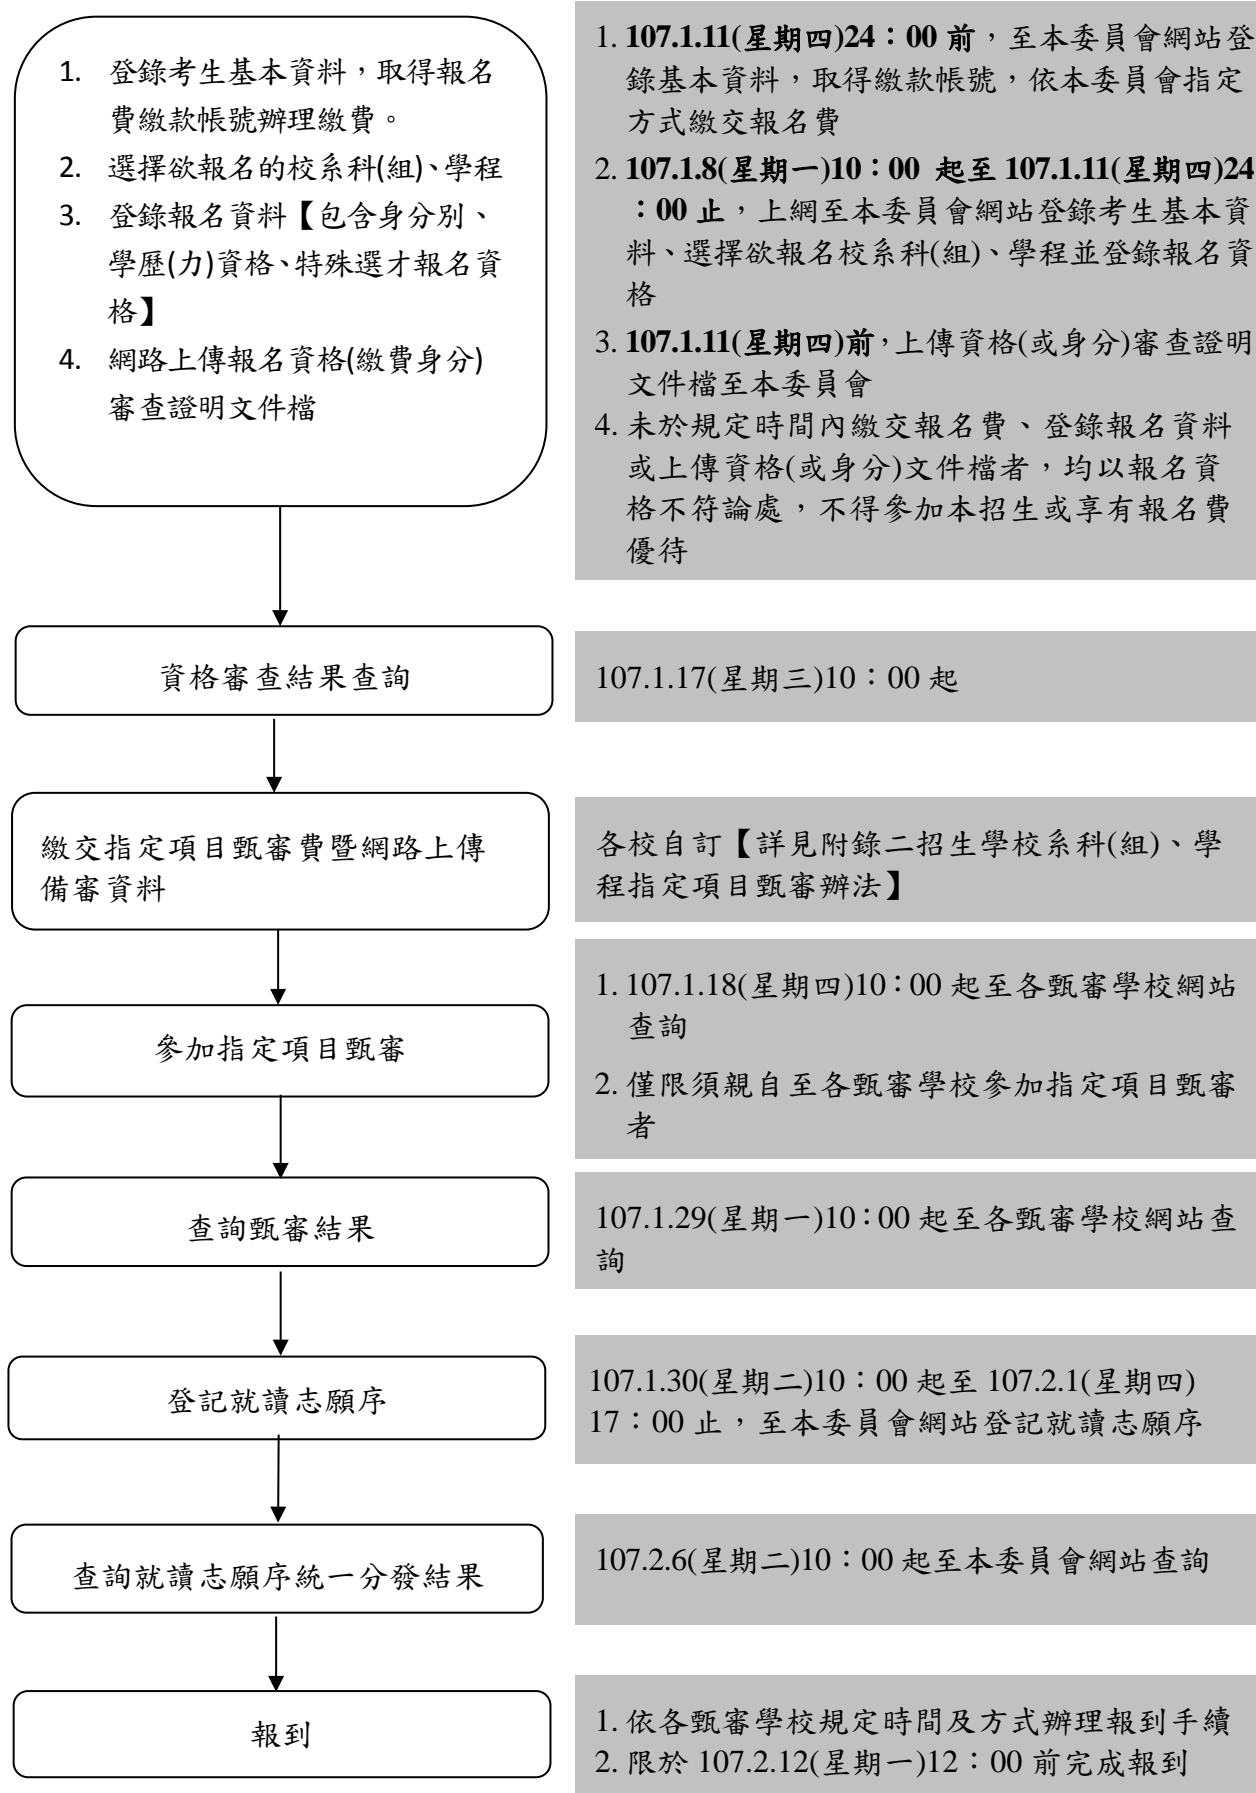 1. 登錄考生基本資料，取得報名
費繳款帳號辦理繳費。
2. 選擇欲報名的校系科(組)、學程
3. 登錄報名資料【包含身分別、
學歷(力)資格、特殊選才報名資
格】
4. 網路上傳報名資格(繳費身分)
審查證明文件檔
1. 107.1.11(星期四)24：00 前，至本委員會網站登
錄基本資料，取得繳款帳號，依本委員會指定
方式繳交報名費
2. 107.1.8(星期一)10：00 起至 107.1.11(星期四)24
：00 止，上網至本委員會網站登錄考生基本資
料、選擇欲報名校系科(組)、學程並登錄報名資
格
3. 107.1.11(星期四)前，上傳資格(或身分)審查證明
文件檔至本委員會
4. 未於規定時間內繳交報名費、登錄報名資料
或上傳資格(或身分)文件檔者，均以報名資
格不符論處，不得參加本招生或享有報名費
優待
資格審查結果查詢
107.1.17(星期三)10：00 起
繳交指定項目甄審費暨網路上傳
備審資料
各校自訂【詳見附錄二招生學校系科(組)、學
程指定項目甄審辦法】
參加指定項目甄審
1. 107.1.18(星期四)10：00 起至各甄審學校網站
查詢
2. 僅限須親自至各甄審學校參加指定項目甄審
者
查詢甄審結果
107.1.29(星期一)10：00 起至各甄審學校網站查
詢
登記就讀志願序
107.1.30(星期二)10：00 起至 107.2.1(星期四)
17：00 止，至本委員會網站登記就讀志願序
查詢就讀志願序統一分發結果
107.2.6(星期二)10：00 起至本委員會網站查詢
報到
1. 依各甄審學校規定時間及方式辦理報到手續
2. 限於 107.2.12(星期一)12：00 前完成報到